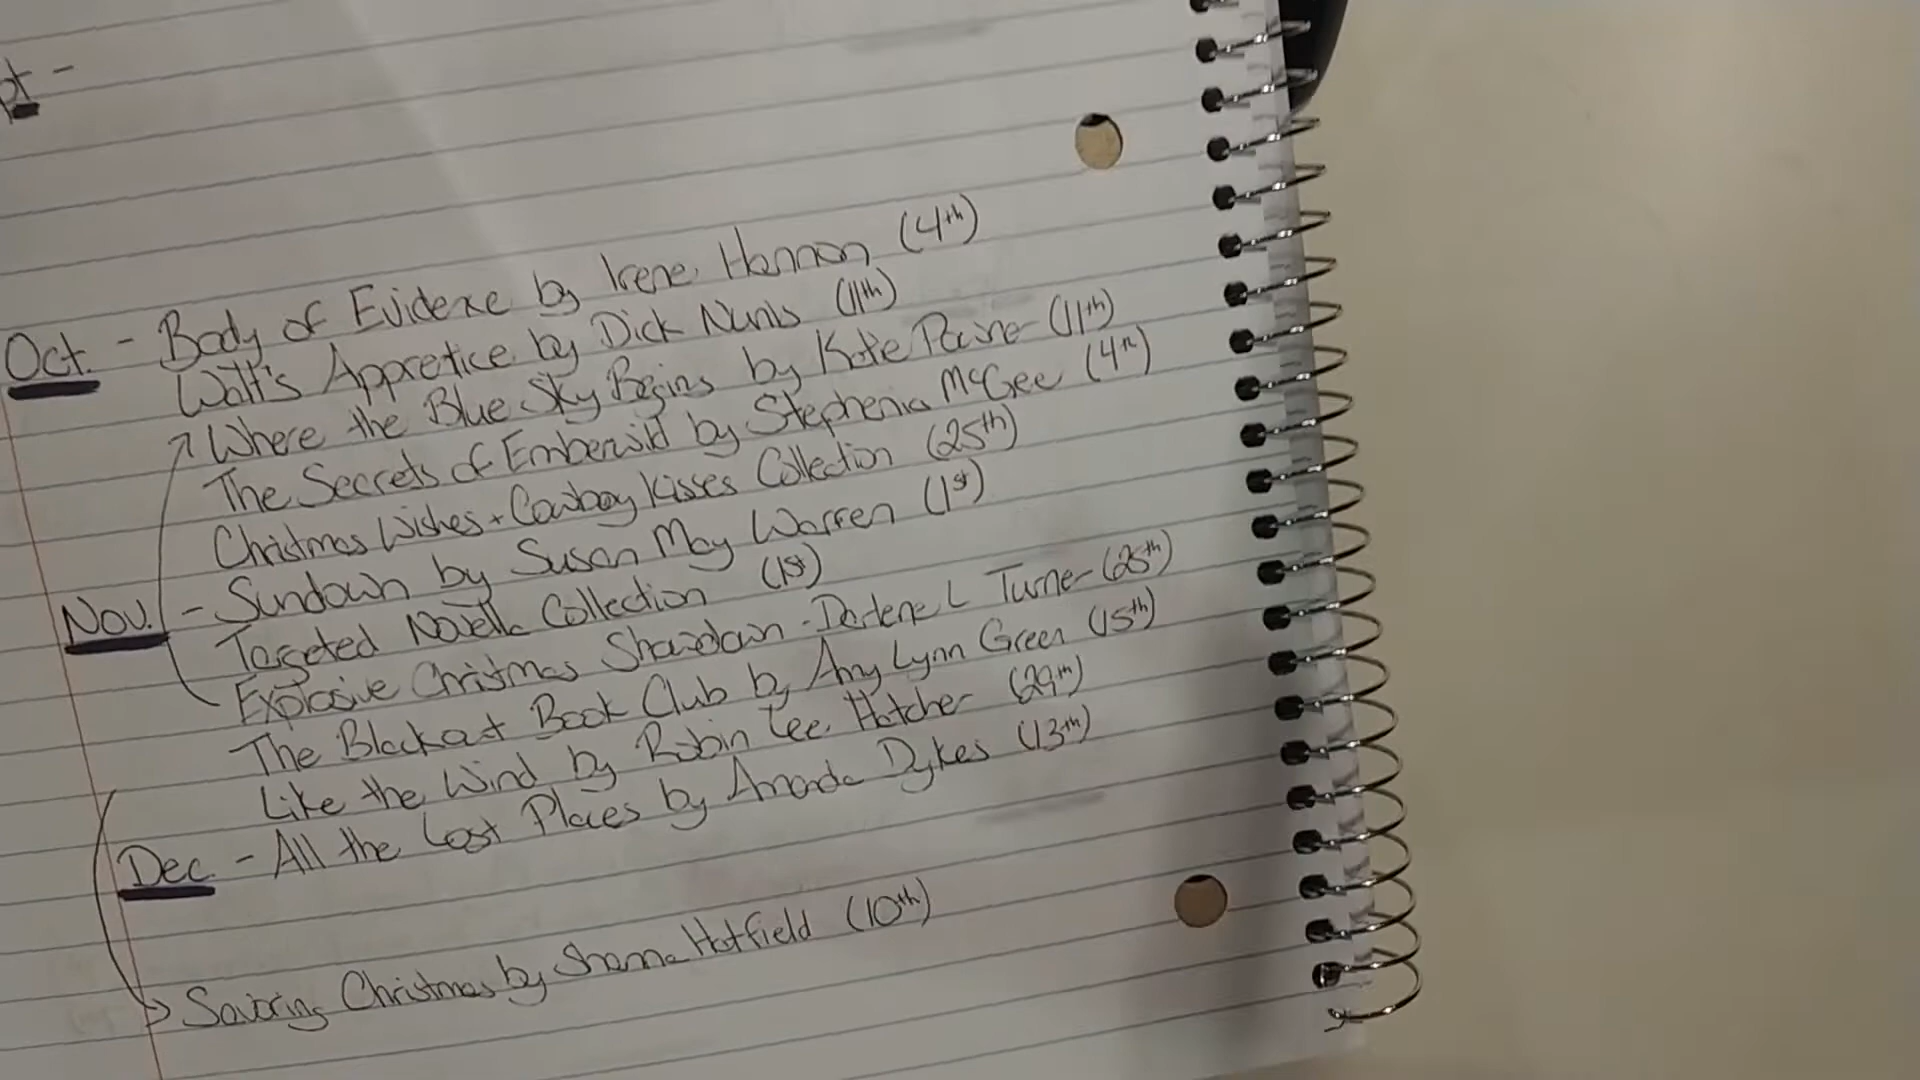 pt -
Oct. - Body of Evidence by Irene Hannon (4th)
Walt's Appretice by Dick Nunis (11th)
Where the Blue Sky Begins by Katie Powner (11th)
The Secrets of Emberwild by Stephenia McGee (4th)
Christmas Wishes + Cowboy Kisses Collection (25th)
Nov. - Sundown by Susan May Warren (1st)
Targeted Novella Collection (1st)
Explosive Christmas Showdown - Darlene L Turner (25th)
The Blackout Book Club by Amy Lynn Green (15th)
Like the Wind by Robin Lee Hatcher (29th)
Dec. - All the Lost Places by Amanda Dykes (13th)
Savoring Christmas by Shanna Hatfield (10th)